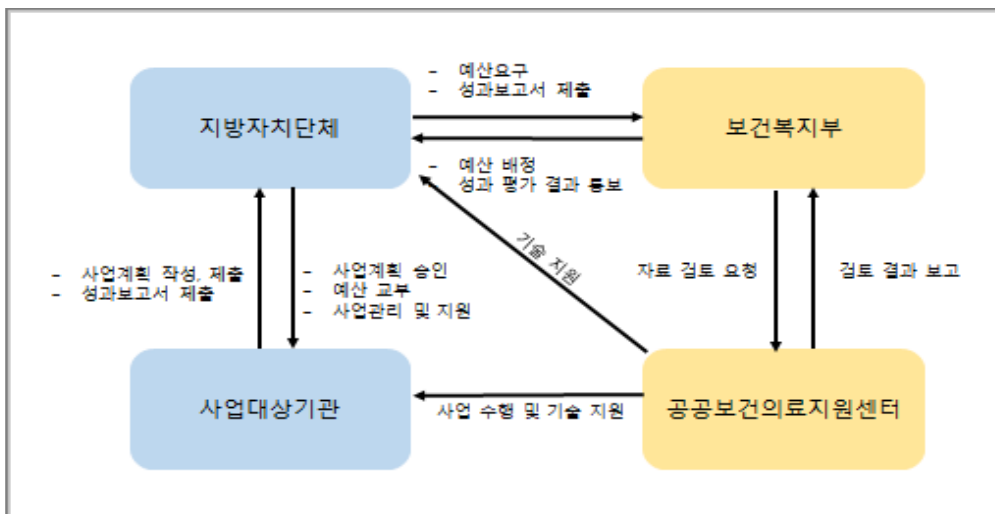 - 예산요구
- 성과보고서 제출
지방자치단체
보건복지부
- 예산 배정
성과 평가 결과 통보
기술 지원
- 사업계획 작성, 제출
- 성과보고서 제출
- 사업계획 승인
- 예산 교부
- 사업관리 및 지원
자료 검토 요청
검토 결과 보고
사업대상기관
사업 수행 및 기술 지원
공공보건의료지원센터